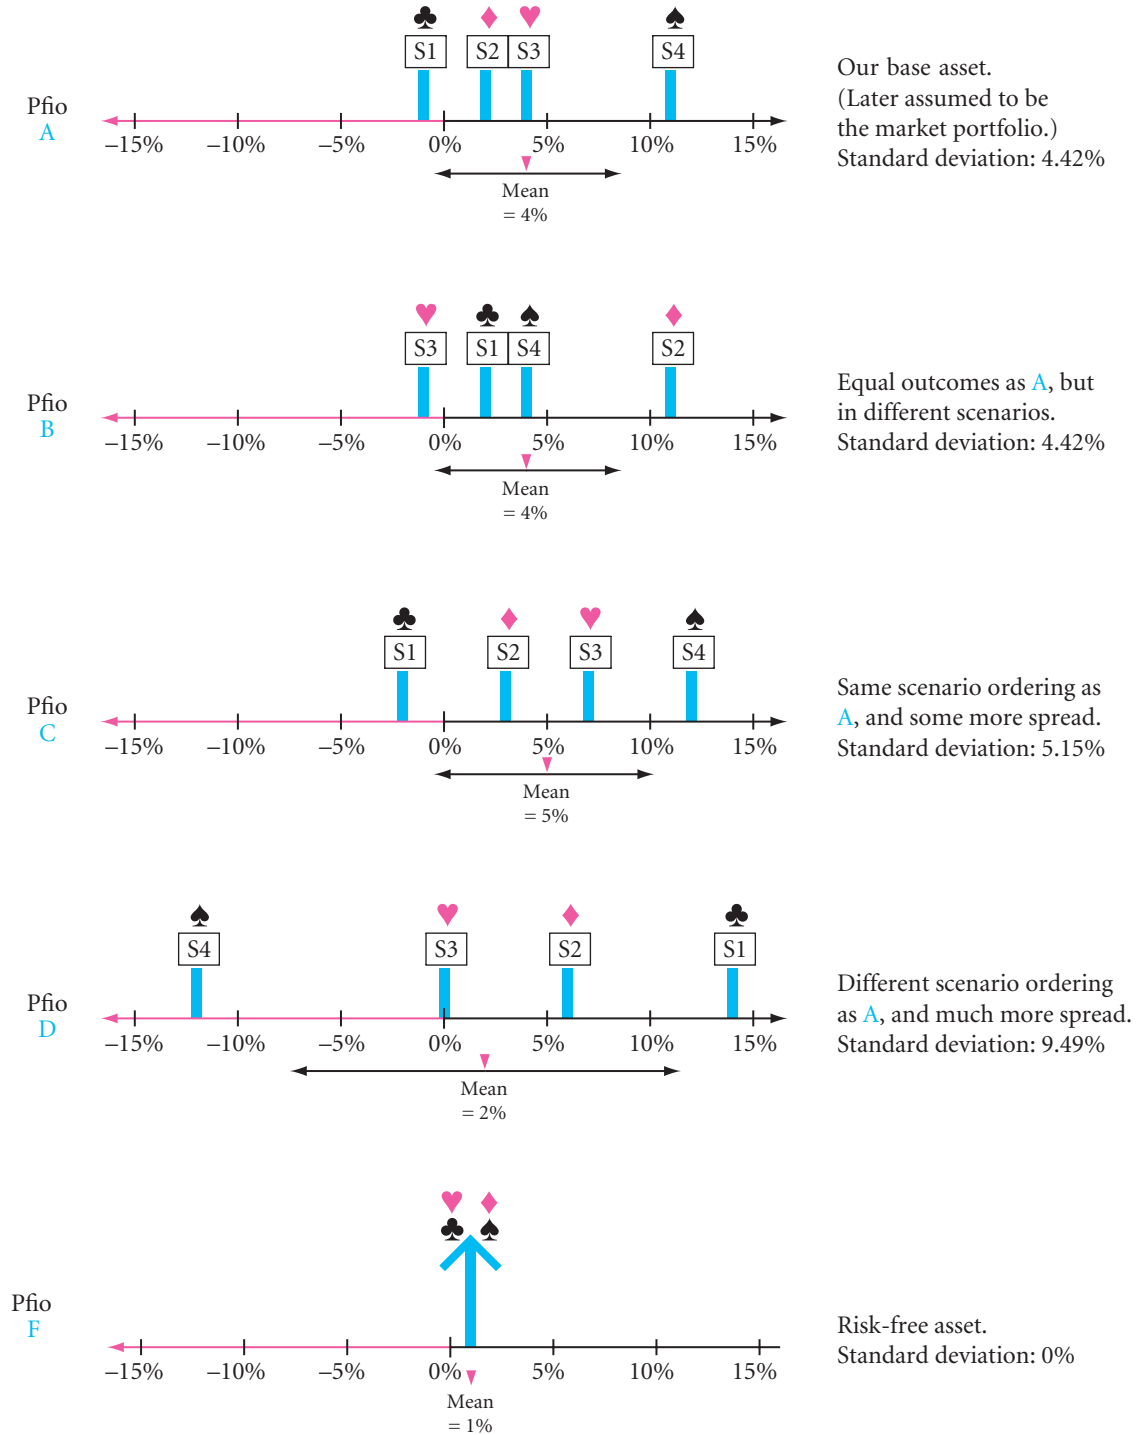 S1 S2 S3 S4
Pfio
A
–15% –10% –5% 0% 5% 10% 15%
Mean
= 4%
Our base asset.
(Later assumed to be
the market portfolio.)
Standard deviation: 4.42%
S3 S1 S4 S2
Pfio
B
–15% –10% –5% 0% 5% 10% 15%
Mean
= 4%
Equal outcomes as A, but
in different scenarios.
Standard deviation: 4.42%
S1 S2 S3 S4
Pfio
C
–15% –10% –5% 0% 5% 10% 15%
Mean
= 5%
Same scenario ordering as
A, and some more spread.
Standard deviation: 5.15%
S4 S3 S2 S1
Pfio
D
–15% –10% –5% 0% 5% 10% 15%
Mean
= 2%
Different scenario ordering
as A, and much more spread.
Standard deviation: 9.49%
Pfio
F
–15% –10% –5% 0% 5% 10% 15%
Mean
= 1%
Risk-free asset.
Standard deviation: 0%